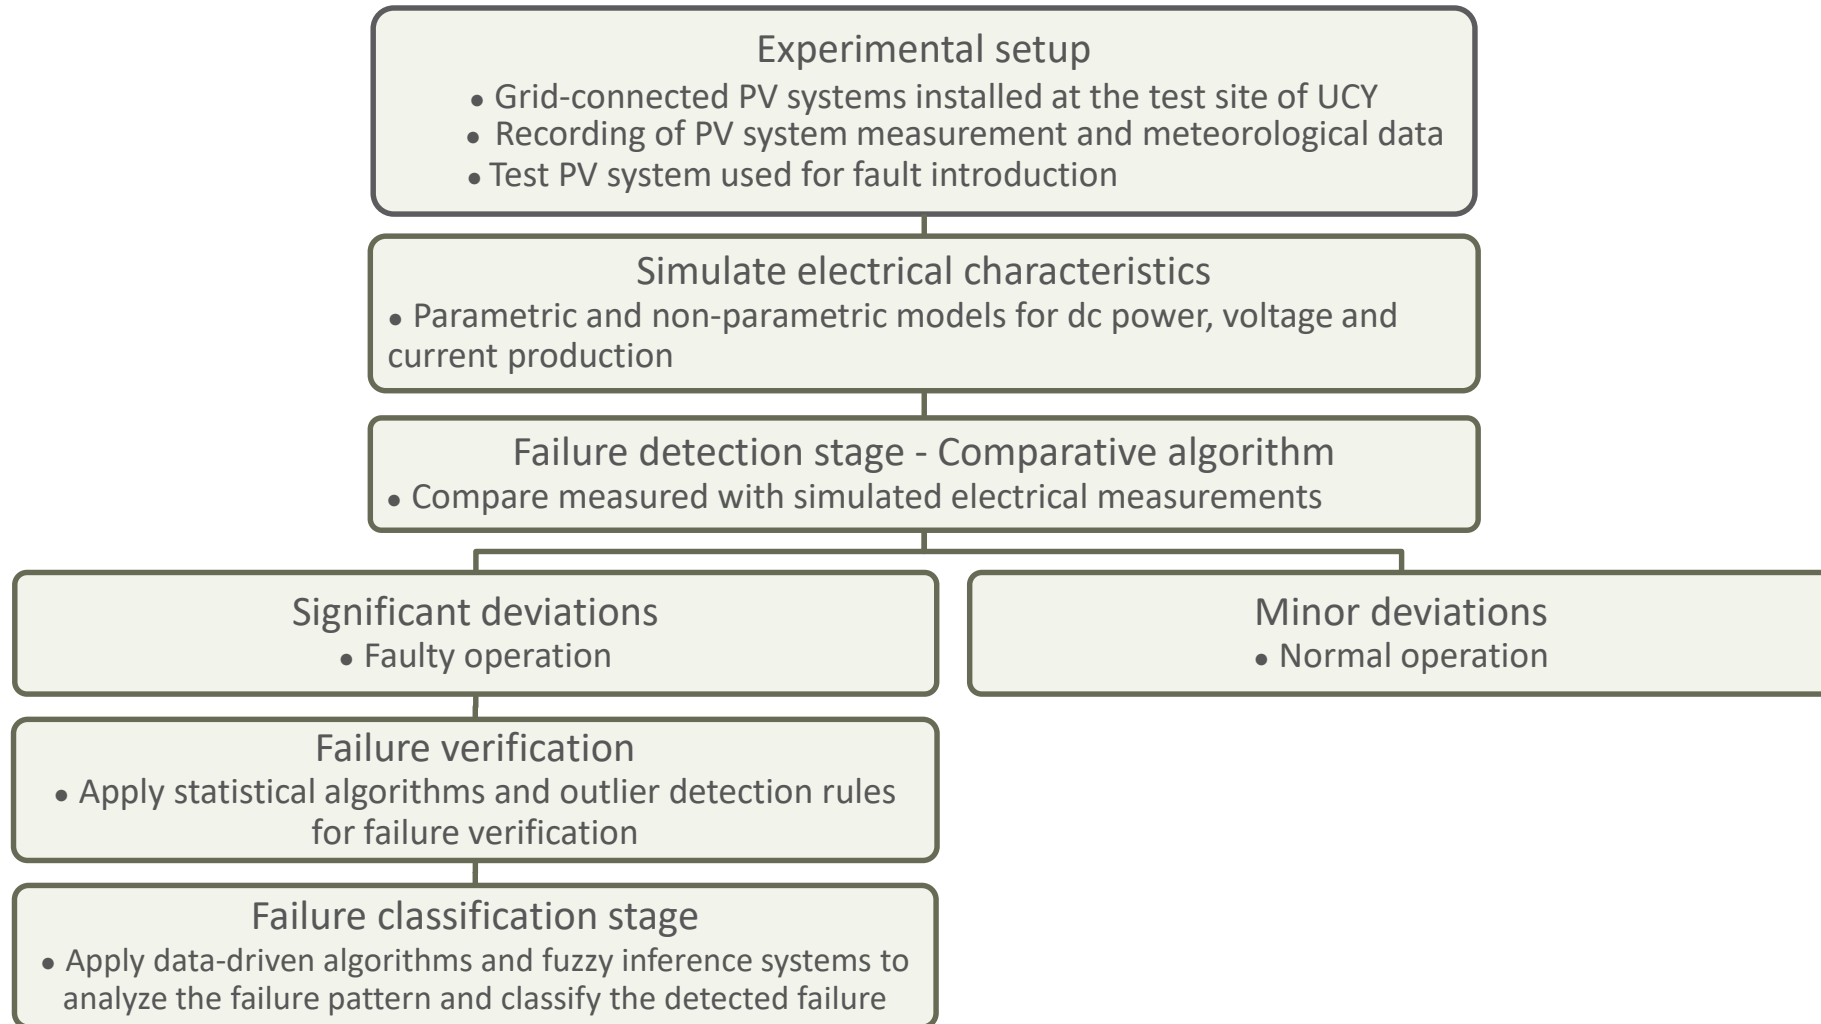 Experimental setup
• Grid-connected PV systems installed at the test site of UCY
• Recording of PV system measurement and meteorological data
• Test PV system used for fault introduction
Simulate electrical characteristics
• Parametric and non-parametric models for dc power, voltage and
current production
Failure detection stage - Comparative algorithm
• Compare measured with simulated electrical measurements
Significant deviations
• Faulty operation
Minor deviations
• Normal operation
Failure verification
• Apply statistical algorithms and outlier detection rules
for failure verification
Failure classification stage
• Apply data-driven algorithms and fuzzy inference systems to
analyze the failure pattern and classify the detected failure